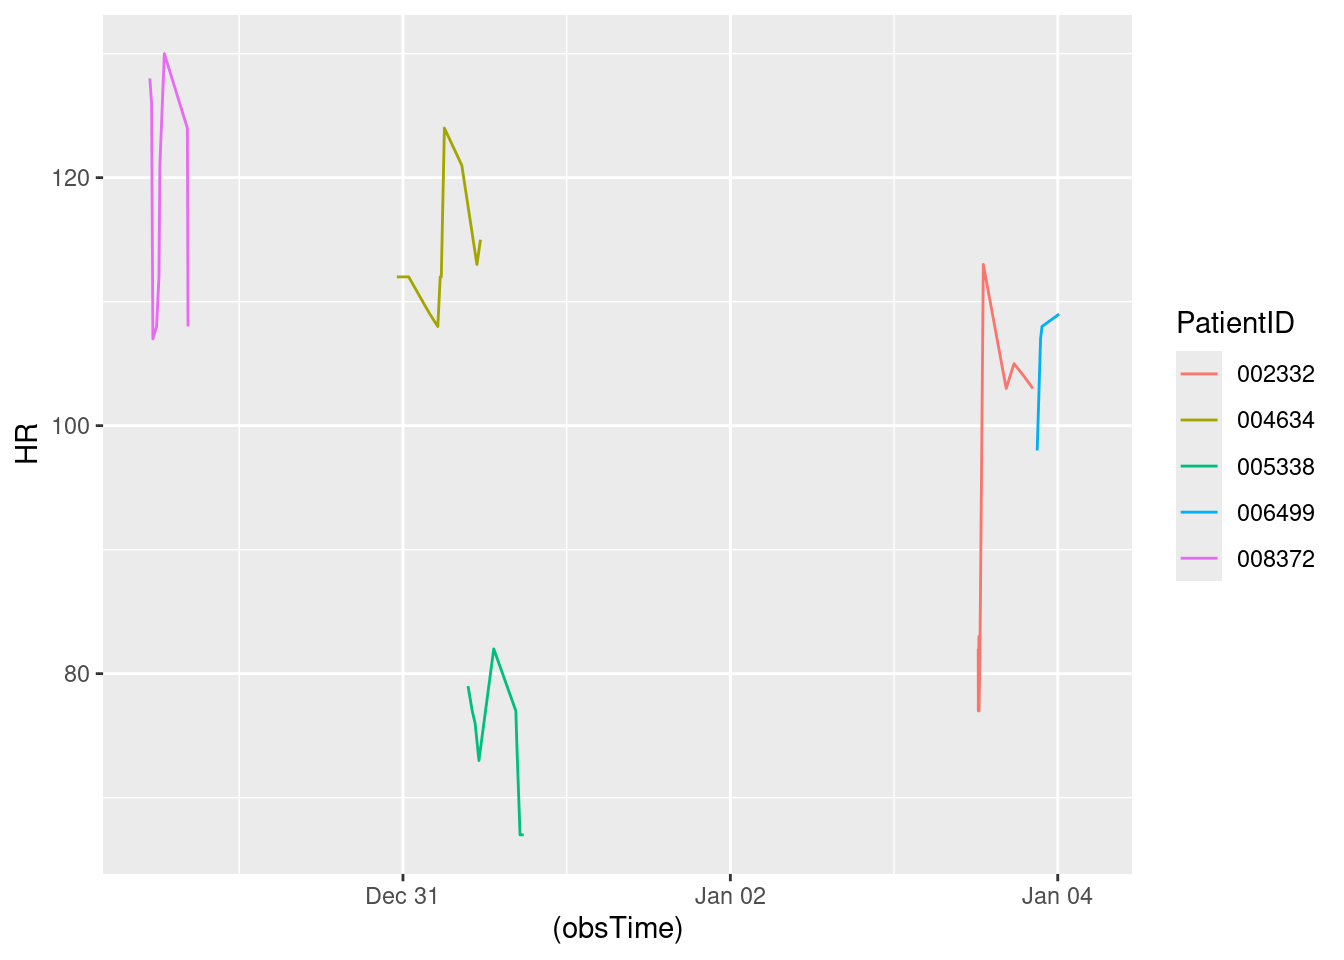 120
100
80
HR
Dec 31
Jan 02
Jan 04
(obsTime)
PatientID
002332
004634
005338
006499
008372